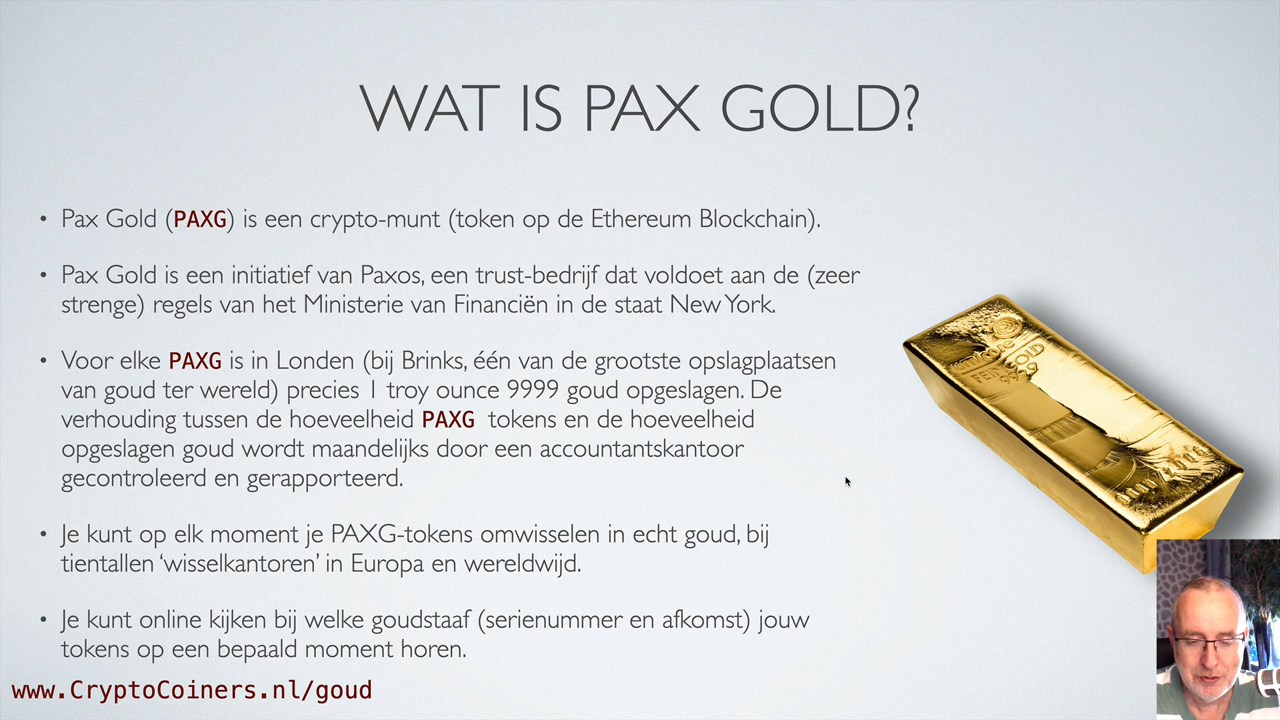 WAT IS PAX GOLD?
• Pax Gold (PAXG) is een crypto-munt (token op de Ethereum Blockchain).
• Pax Gold is een initiatief van Paxos, een trust-bedrijf dat voldoet aan de (zeer
strenge) regels van het Ministerie van Financiën in de staat New York.
• Voor elke PAXG is in Londen (bij Brinks, één van de grootste opslagplaatsen
van goud ter wereld) precies 1 troy ounce 9999 goud opgeslagen. De
verhouding tussen de hoeveelheid PAXG tokens en de hoeveelheid
opgeslagen goud wordt maandelijks door een accountantskantoor
gecontroleerd en gerapporteerd.
• Je kunt op elk moment je PAXG-tokens omwisselen in echt goud, bij
tientallen ‘wisselkantoren’ in Europa en wereldwijd.
• Je kunt online kijken bij welke goudstaaf (serienummer en afkomst) jouw
tokens op een bepaald moment horen.
www.CryptoCoiners.nl/goud
umicore
FEINGOLD
999.9